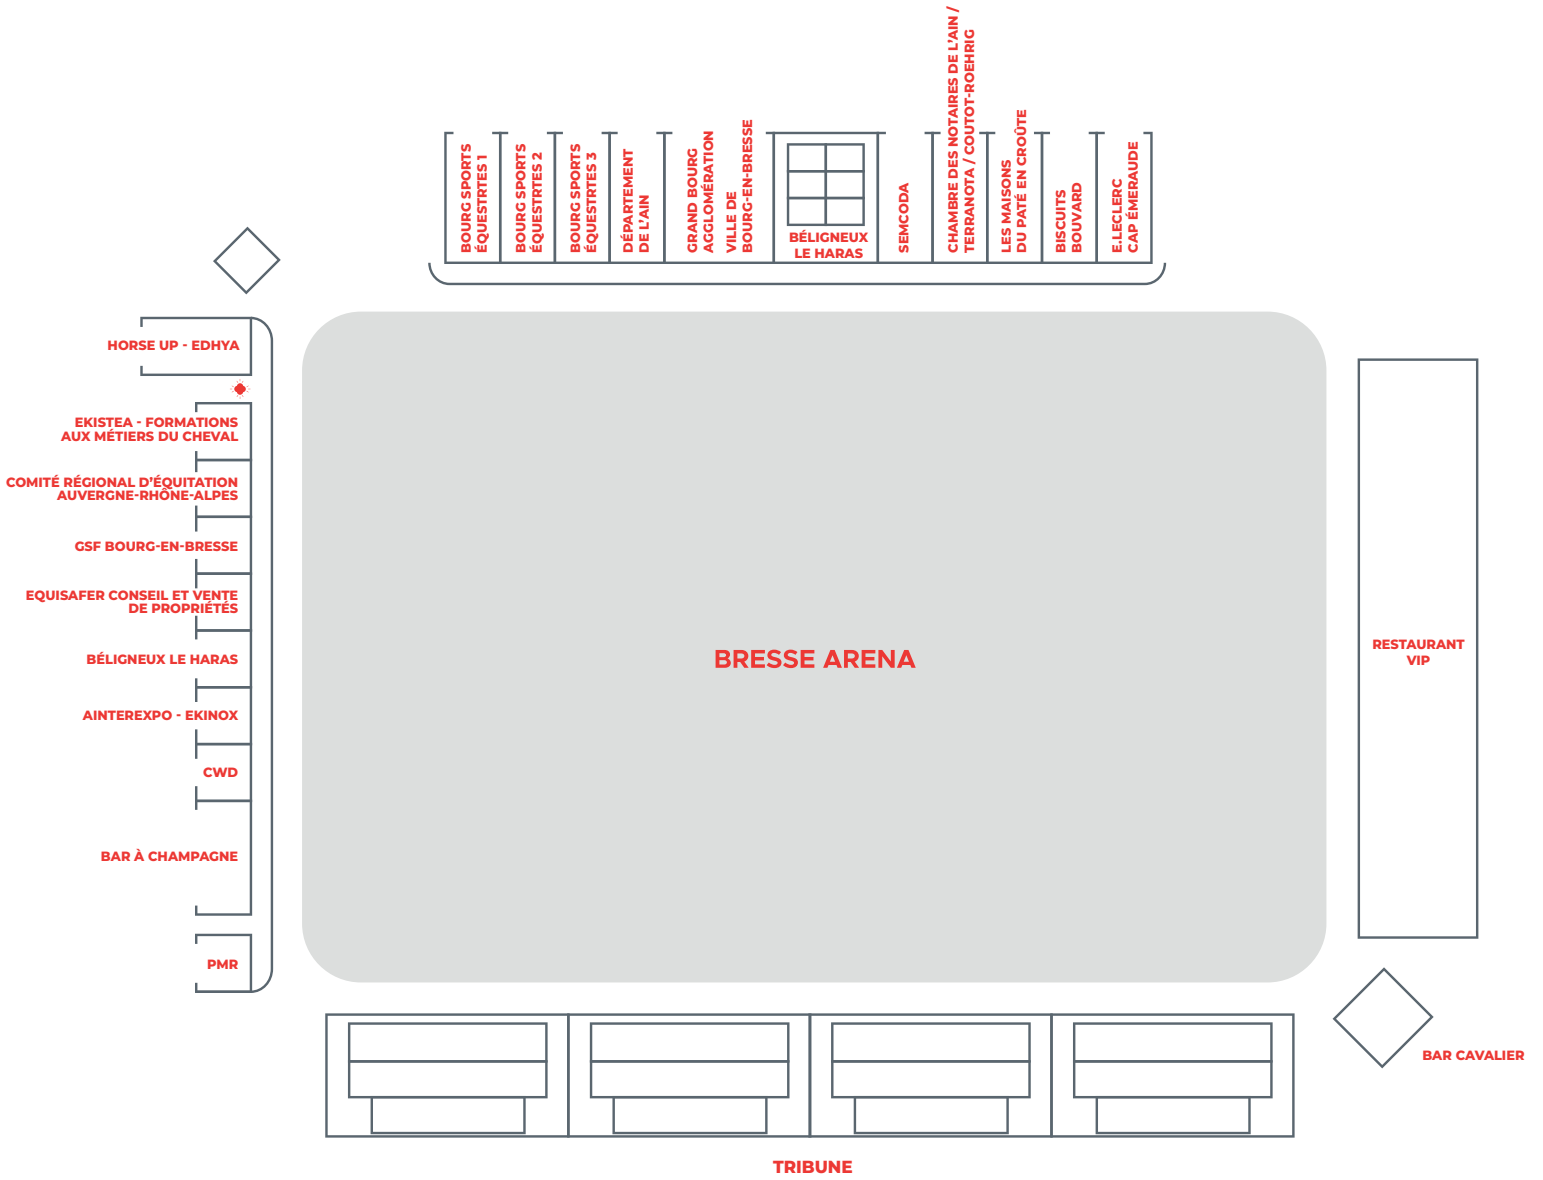 BOURG SPORTS
ÉQUESTRTES 1
BOURG SPORTS
ÉQUESTRTES 2
BOURG SPORTS
ÉQUESTRTES 3
DÉPARTEMENT
DE L'AIN
GRAND BOURG
AGGLOMÉRATION
VILLE DE
BOURG-EN-BRESSE
BÉLIGNEUX
LE HARAS
SEMCODA
CHAMBRE DES NOTAIRES DE L'AIN /
TERRANOTA / COUTOT-ROEHRIG
LES MAISONS
DU PATÉ EN CROÛTE
BISCUITS
BOUVARD
E.LECLERC
CAP ÉMERAUDE
HORSE UP - EDHYA
EKISTEA - FORMATIONS
AUX MÉTIERS DU CHEVAL
COMITÉ RÉGIONAL D'ÉQUITATION
AUVERGNE-RHÔNE-ALPES
GSF BOURG-EN-BRESSE
EQUISAFER CONSEIL ET VENTE
DE PROPRIÉTÉS
BÉLIGNEUX LE HARAS
AINTEREXPO - EKINOX
CWD
BAR À CHAMPAGNE
PMR
BRESSE ARENA
RESTAURANT
VIP
BAR CAVALIER
TRIBUNE